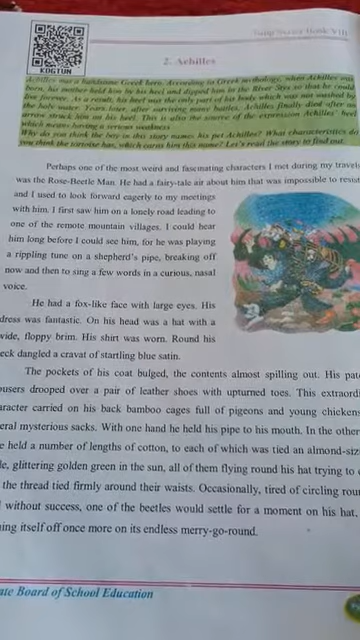 KOGTUN
2. Achilles
Achilles was a handsome Greek hero. According to Greek mythology, when Achilles was
born, his mother held him by his heel and dipped him in the River Styx so that he could
live forever. As a result, his heel was the only part of his body which was not washed by
the holy water. Years later, after surviving many battles, Achilles finally died after an
arrow struck him on his heel. This is also the source of the expression Achilles' heel
which means having a serious weakness
Why do you think the boy in this story names his pet Achilles? What characteristics do
you think the tortoise has, which earns him this name? Let's read the story to find out.
Perhaps one of the most weird and fascinating characters I met during my travel
was the Rose-Beetle Man. He had a fairy-tale air about him that was impossible to resist
and I used to look forward eagerly to my meetings
with him. I first saw him on a lonely road leading to
one of the remote mountain villages. I could hear
him long before I could see him, for he was playing
a rippling tune on a shepherd's pipe, breaking off
now and then to sing a few words in a curious, nasal
voice.
He had a fox-like face with large eyes. His
dress was fantastic. On his head was a hat with a
wide, floppy brim. His shirt was worn. Round his
eck dangled a cravat of startling blue satin.
The pockets of his coat bulged, the contents almost spilling out. His pat
ousers drooped over a pair of leather shoes with upturned toes. This extraordi
aracter carried on his back bamboo cages full of pigeons and young chickens
eral mysterious sacks. With one hand he held his pipe to his mouth. In the other
e held a number of lengths of cotton, to each of which was tied an almond-siz
le, glittering golden green in the sun, all of them flying round his hat trying to
the thread tied firmly around their waists. Occasionally, tired of circling roun
without success, one of the beetles would settle for a moment on his hat,
ing itself off once more on its endless merry-go-round.
ate Board of School Education